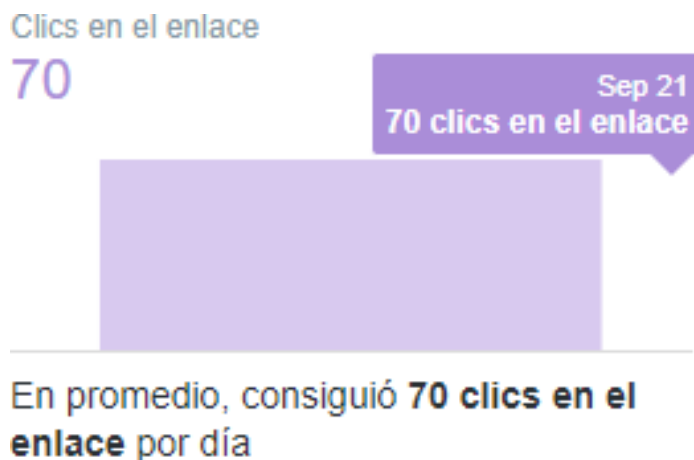 Clics en el enlace
70
Sep 21
70 clics en el enlace
En promedio, consiguió 70 clics en el
enlace por día